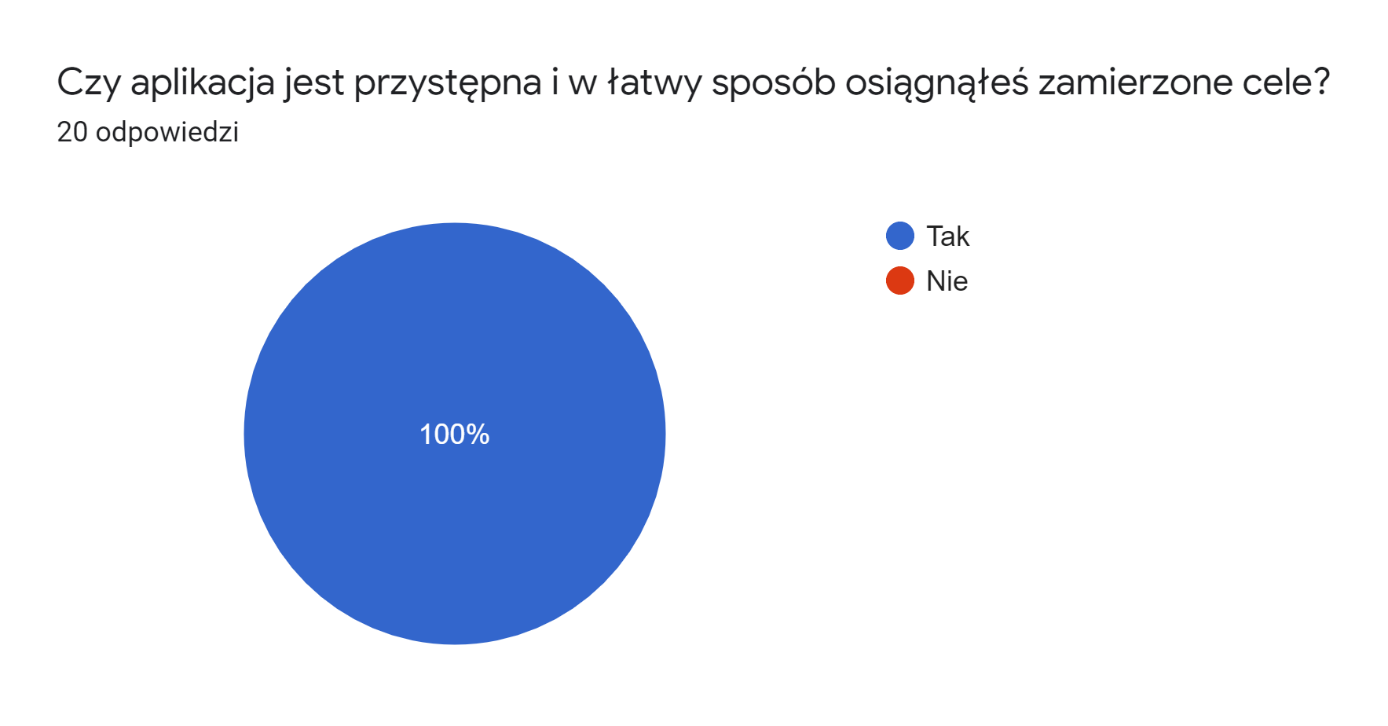 Czy aplikacja jest przystępna i w łatwy sposób osiągnąłeś zamierzone cele?
20 odpowiedzi
Tak
Nie
100%